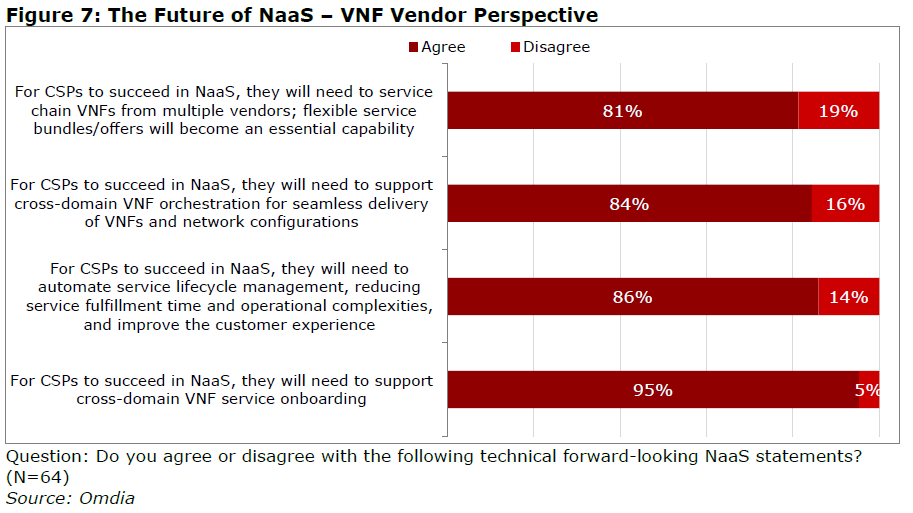 Figure 7: The Future of NaaS – VNF Vendor Perspective
Agree
Disagree
For CSPs to succeed in NaaS, they will need to service
chain VNFs from multiple vendors; flexible service
bundles/offers will become an essential capability
81%
19%
For CSPs to succeed in NaaS, they will need to support
cross-domain VNF orchestration for seamless delivery
of VNFs and network configurations
84%
16%
For CSPs to succeed in NaaS, they will need to
automate service lifecycle management, reducing
service fulfillment time and operational complexities,
and improve the customer experience
86%
14%
For CSPs to succeed in NaaS, they will need to support
cross-domain VNF service onboarding
95%
5%
Question: Do you agree or disagree with the following technical forward-looking NaaS statements?
(N=64)
Source: Omdia